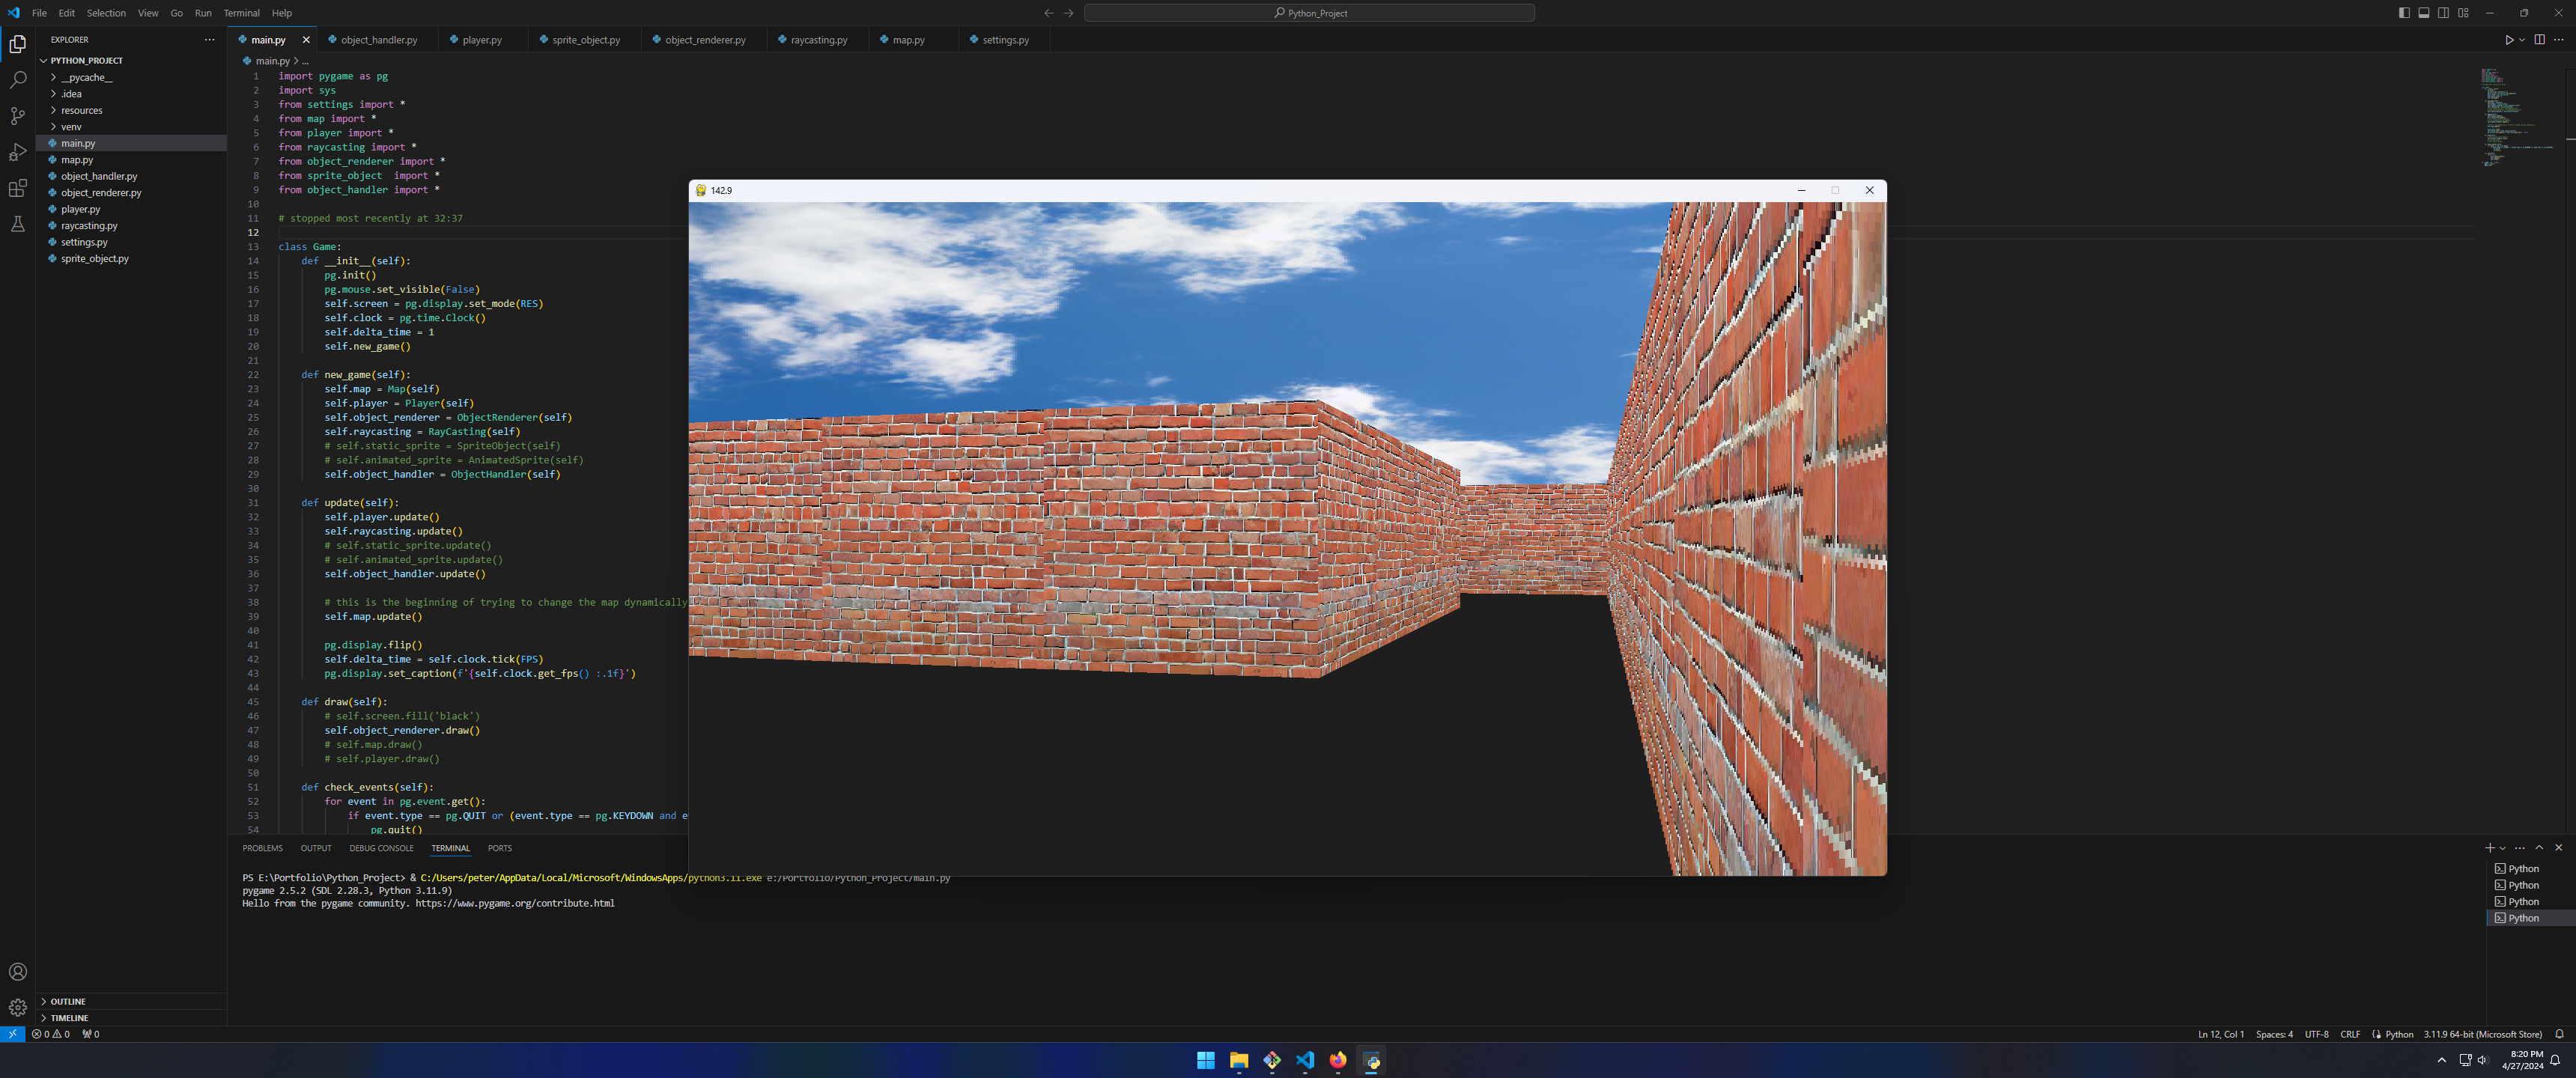 File Edit Selection View Go Run Terminal Help
Python_Project
EXPLORER
PYTHON_PROJECT
__pycache__
.idea
resources
venv
main.py
map.py
object_handler.py
object_renderer.py
player.py
raycasting.py
settings.py
sprite_object.py
OUTLINE
TIMELINE
main.py object_handler.py player.py sprite_object.py object_renderer.py raycasting.py map.py settings.py
main.py > ...
1 import pygame as pg
2 import sys
3 from settings import *
4 from map import *
5 from player import *
6 from raycasting import *
7 from object_renderer import *
8 from sprite_object  import *
9 from object_handler import *
10
11 # stopped most recently at 32:37
12
13 class Game:
14     def __init__(self):
15         pg.init()
16         pg.mouse.set_visible(False)
17         self.screen = pg.display.set_mode(RES)
18         self.clock = pg.time.Clock()
19         self.delta_time = 1
20         self.new_game()
21
22     def new_game(self):
23         self.map = Map(self)
24         self.player = Player(self)
25         self.object_renderer = ObjectRenderer(self)
26         self.raycasting = RayCasting(self)
27         # self.static_sprite = SpriteObject(self)
28         # self.animated_sprite = AnimatedSprite(self)
29         self.object_handler = ObjectHandler(self)
30
31     def update(self):
32         self.player.update()
33         self.raycasting.update()
34         # self.static_sprite.update()
35         # self.animated_sprite.update()
36         self.object_handler.update()
37
38         # this is the beginning of trying to change the map dynamically
39         self.map.update()
40
41         pg.display.flip()
42         self.delta_time = self.clock.tick(FPS)
43         pg.display.set_caption(f'{self.clock.get_fps() :.1f}')
44
45     def draw(self):
46         # self.screen.fill('black')
47         self.object_renderer.draw()
48         # self.map.draw()
49         # self.player.draw()
50
51     def check_events(self):
52         for event in pg.event.get():
53             if event.type == pg.QUIT or (event.type == pg.KEYDOWN and e
54                 pg.quit()
142.9
PROBLEMS OUTPUT DEBUG CONSOLE TERMINAL PORTS
PS E:\Portfolio\Python_Project> & C:/Users/peter/AppData/Local/Microsoft/WindowsApps/python3.11.exe e:/Portfolio/Python_Project/main.py
pygame 2.5.2 (SDL 2.28.3, Python 3.11.9)
Hello from the pygame community. https://www.pygame.org/contribute.html
Python
Python
Python
Python
0 0 0
Ln 12, Col 1 Spaces: 4 UTF-8 CRLF Python 3.11.9 64-bit (Microsoft Store)
8:20 PM
4/27/2024